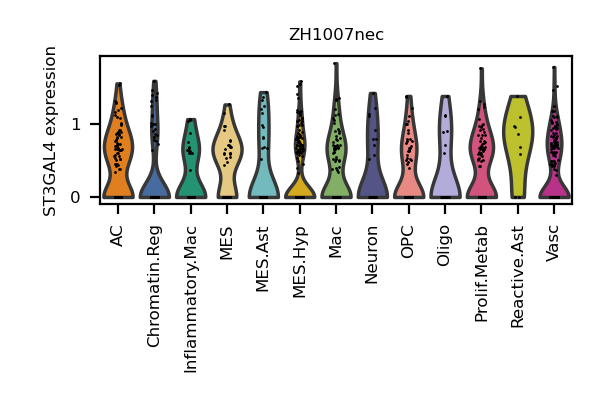 ZH1007nec
ST3GAL4 expression
1
0
AC
Chromatin.Reg
Inflammatory.Mac
MES
MES.Ast
MES.Hyp
Mac
Neuron
OPC
Oligo
Prolif.Metab
Reactive.Ast
Vasc